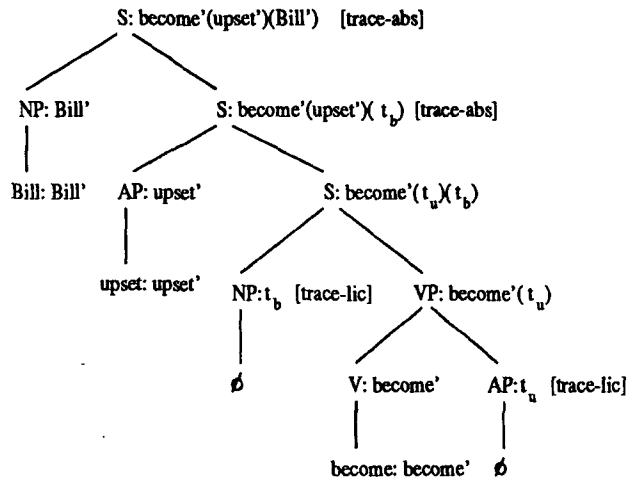 S: become'(upset')(Bill') [trace-abs]
NP: Bill' S: become'(upset')( t_b) [trace-abs]
Bill: Bill' AP: upset' S: become'(t_u)(t_b)
upset: upset' NP: t_b [trace-lic] VP: become'( t_u)
ø V: become' AP: t_u [trace-lic]
become: become' ø